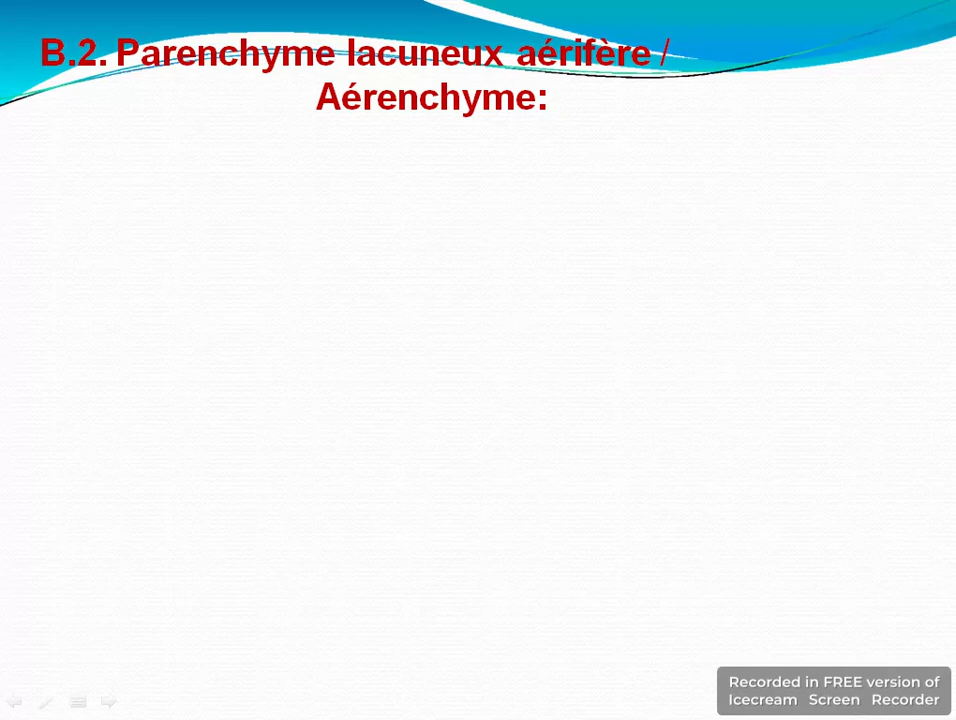 B.2. Parenchyme lacuneux aérifère /
Aérenchyme:
Recorded in FREE version of
Icecream Screen Recorder